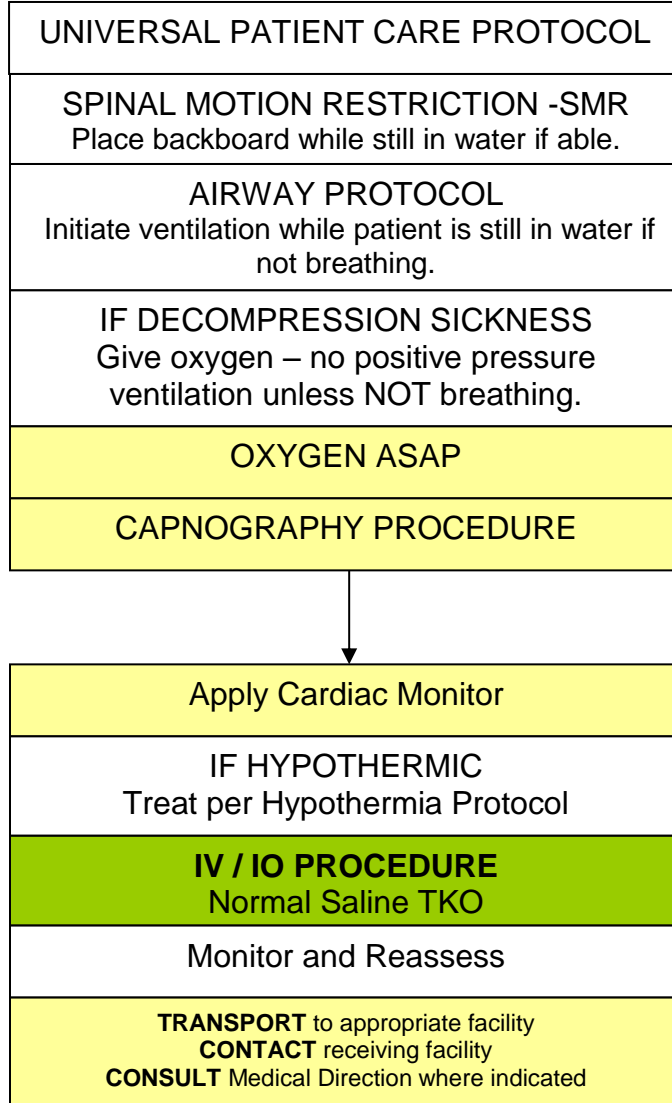 UNIVERSAL PATIENT CARE PROTOCOL
SPINAL MOTION RESTRICTION -SMR
Place backboard while still in water if able.
AIRWAY PROTOCOL
Initiate ventilation while patient is still in water if
not breathing.
IF DECOMPRESSION SICKNESS
Give oxygen – no positive pressure
ventilation unless NOT breathing.
OXYGEN ASAP
CAPNOGRAPHY PROCEDURE
Apply Cardiac Monitor
IF HYPOTHERMIC
Treat per Hypothermia Protocol
IV / IO PROCEDURE
Normal Saline TKO
Monitor and Reassess
TRANSPORT to appropriate facility
CONTACT receiving facility
CONSULT Medical Direction where indicated